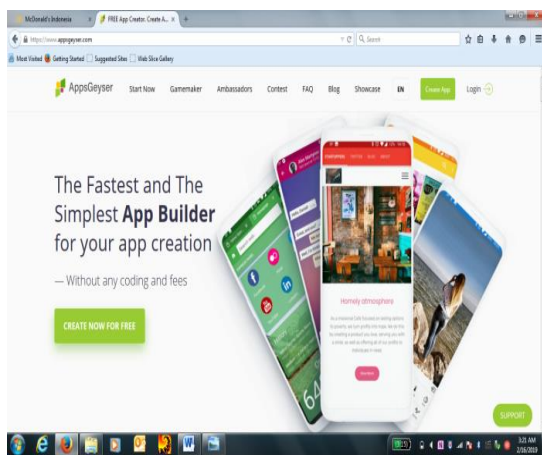 McDonald's Indonesia
FREE App Creator. Create A...
https://www.appsgeyser.com
Search
Most Visited Getting Started Suggested Sites Web Slice Gallery
AppsGeyser Start Now Gamemaker Ambassadors Contest FAQ Blog Showcase EN Create App Login
The Fastest and The
Simplest App Builder
for your app creation
— Without any coding and fees
CREATE NOW FOR FREE
Homely atmosphere
SUPPORT
3:21 AM
2/16/2019